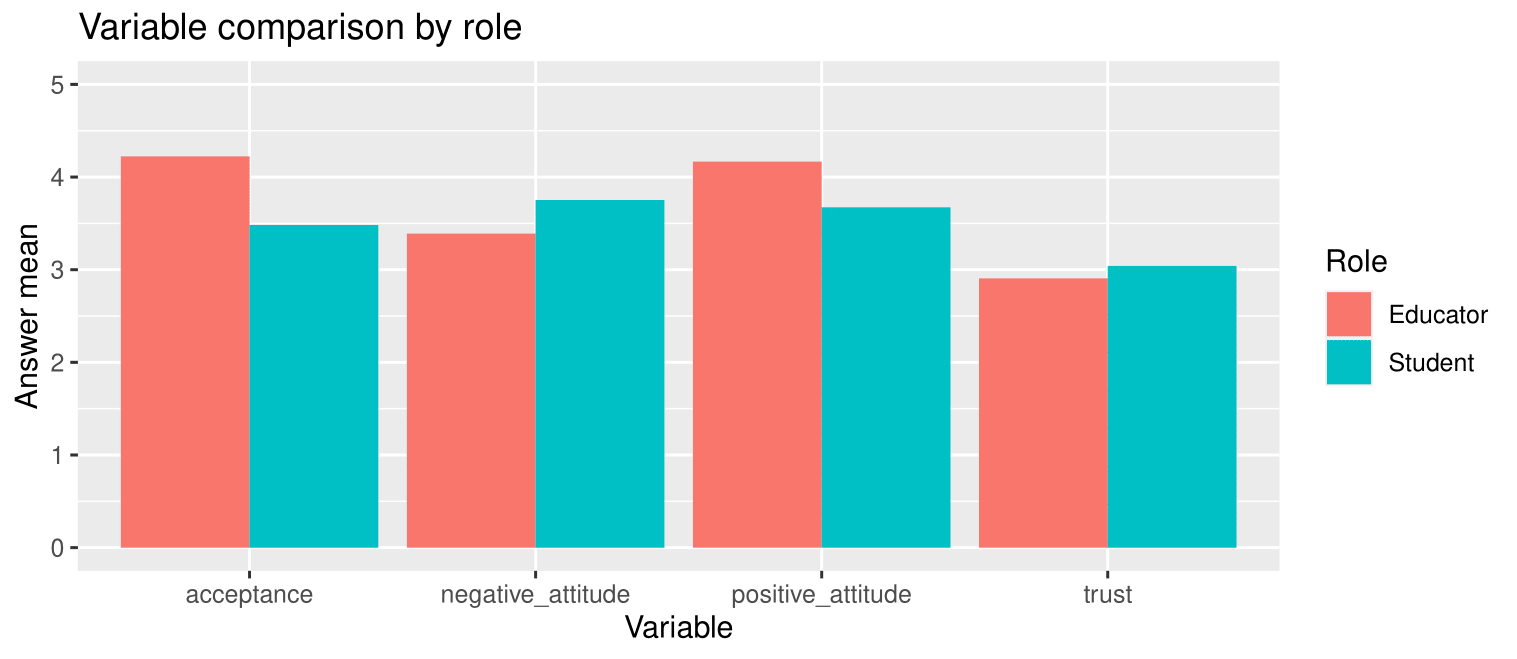 Variable comparison by role
5
4
3
2
1
0
Answer mean
acceptance negative_attitude positive_attitude trust
Variable
Role
Educator
Student